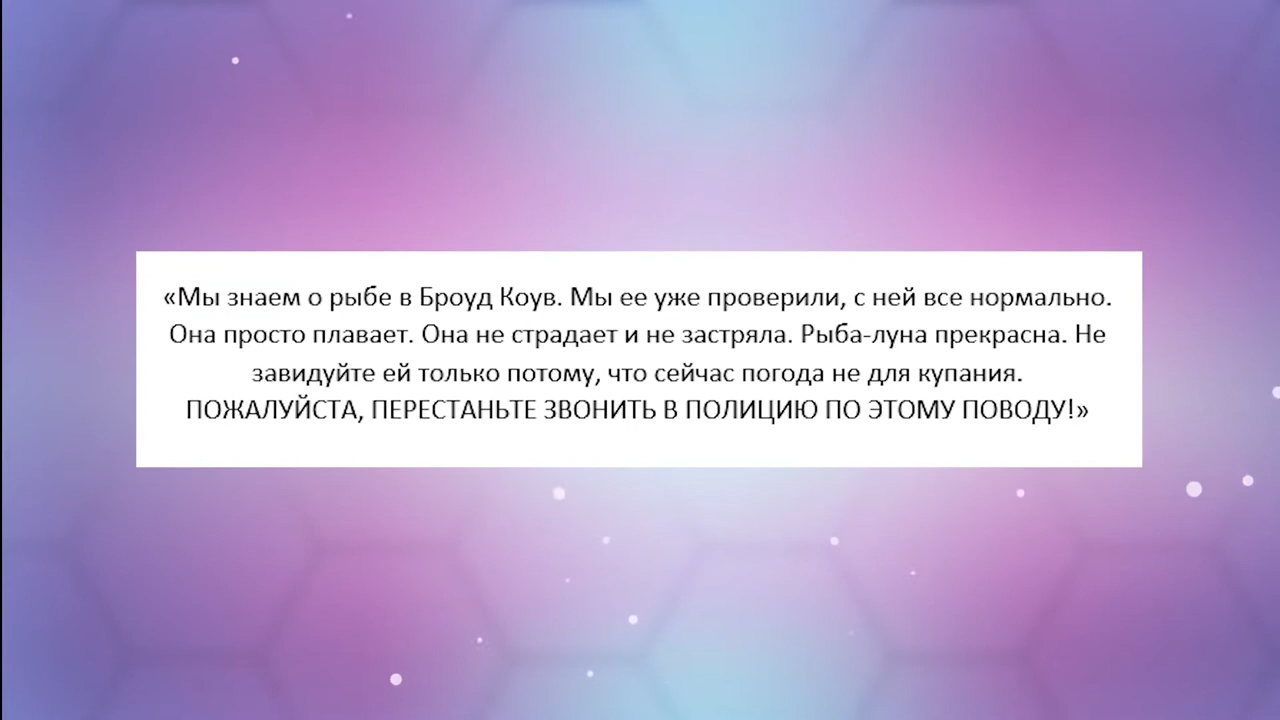 «Мы знаем о рыбе в Броуд Коув. Мы ее уже проверили, с ней все нормально.
Она просто плавает. Она не страдает и не застряла. Рыба-луна прекрасна. Не
завидуйте ей только потому, что сейчас погода не для купания.
ПОЖАЛУЙСТА, ПЕРЕСТАНЬТЕ ЗВОНИТЬ В ПОЛИЦИЮ ПО ЭТОМУ ПОВОДУ!»